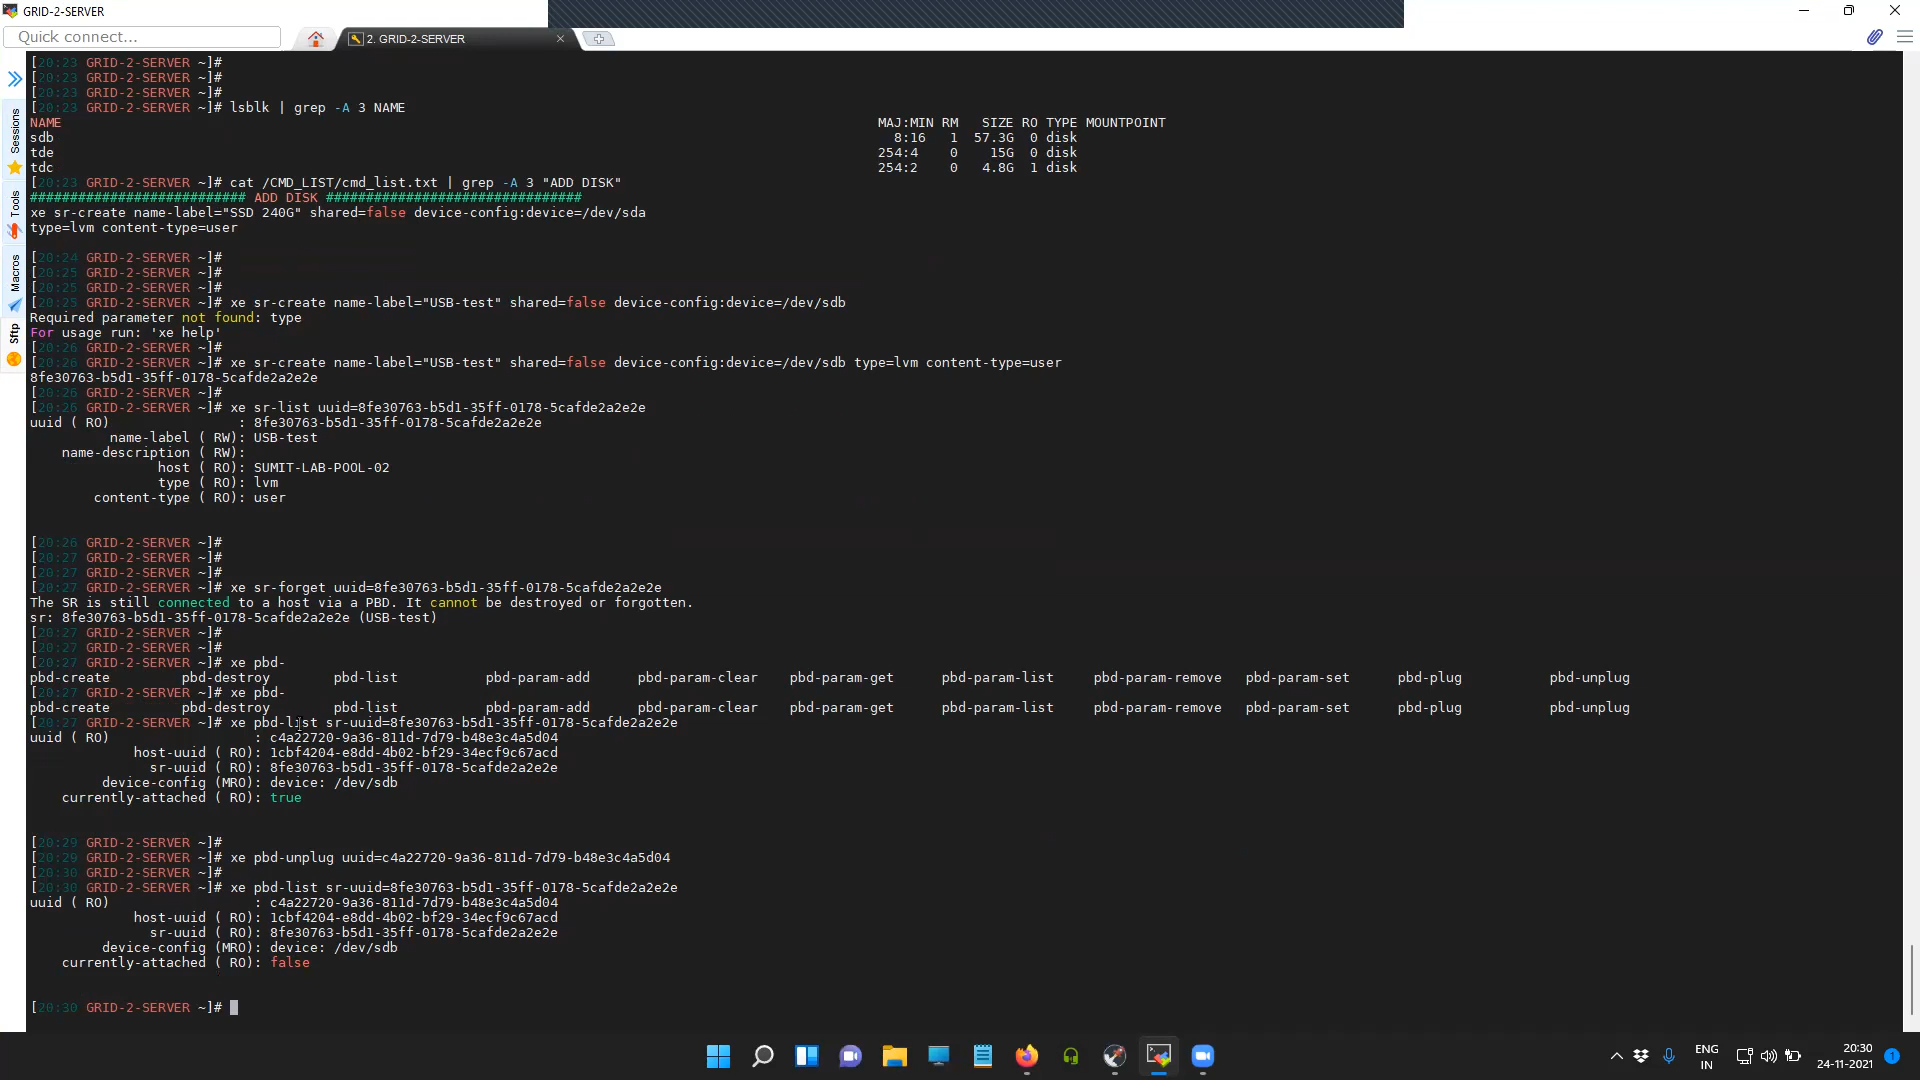 GRID-2-SERVER
Quick connect...
2. GRID-2-SERVER
Sessions
Tools
Macros
Sftp
[20:23 GRID-2-SERVER ~]#
[20:23 GRID-2-SERVER ~]#
[20:23 GRID-2-SERVER ~]#
[20:23 GRID-2-SERVER ~]# lsblk | grep -A 3 NAME
NAME MAJ:MIN RM SIZE RO TYPE MOUNTPOINT
sdb 8:16 1 57.3G 0 disk
tde 254:4 0 15G 0 disk
tdc 254:2 0 4.8G 1 disk
[20:23 GRID-2-SERVER ~]# cat /CMD_LIST/cmd_list.txt | grep -A 3 "ADD DISK"
########################### ADD DISK ################################
xe sr-create name-label="SSD 240G" shared=false device-config:device=/dev/sda
type=lvm content-type=user
[20:24 GRID-2-SERVER ~]#
[20:25 GRID-2-SERVER ~]#
[20:25 GRID-2-SERVER ~]#
[20:25 GRID-2-SERVER ~]# xe sr-create name-label="USB-test" shared=false device-config:device=/dev/sdb
Required parameter not found: type
For usage run: 'xe help'
[20:26 GRID-2-SERVER ~]#
[20:26 GRID-2-SERVER ~]# xe sr-create name-label="USB-test" shared=false device-config:device=/dev/sdb type=lvm content-type=user
8fe30763-b5d1-35ff-0178-5cafde2a2e2e
[20:26 GRID-2-SERVER ~]#
[20:26 GRID-2-SERVER ~]# xe sr-list uuid=8fe30763-b5d1-35ff-0178-5cafde2a2e2e
uuid ( RO) : 8fe30763-b5d1-35ff-0178-5cafde2a2e2e
name-label ( RW): USB-test
name-description ( RW):
host ( RO): SUMIT-LAB-POOL-02
type ( RO): lvm
content-type ( RO): user
[20:26 GRID-2-SERVER ~]#
[20:27 GRID-2-SERVER ~]#
[20:27 GRID-2-SERVER ~]#
[20:27 GRID-2-SERVER ~]# xe sr-forget uuid=8fe30763-b5d1-35ff-0178-5cafde2a2e2e
The SR is still connected to a host via a PBD. It cannot be destroyed or forgotten.
sr: 8fe30763-b5d1-35ff-0178-5cafde2a2e2e (USB-test)
[20:27 GRID-2-SERVER ~]#
[20:27 GRID-2-SERVER ~]#
[20:27 GRID-2-SERVER ~]# xe pbd-
pbd-create pbd-destroy pbd-list pbd-param-add pbd-param-clear pbd-param-get pbd-param-list pbd-param-remove pbd-param-set pbd-plug pbd-unplug
[20:27 GRID-2-SERVER ~]# xe pbd-
pbd-create pbd-destroy pbd-list pbd-param-add pbd-param-clear pbd-param-get pbd-param-list pbd-param-remove pbd-param-set pbd-plug pbd-unplug
[20:27 GRID-2-SERVER ~]# xe pbd-list sr-uuid=8fe30763-b5d1-35ff-0178-5cafde2a2e2e
uuid ( RO) : c4a22720-9a36-811d-7d79-b48e3c4a5d04
host-uuid ( RO): 1cbf4204-e8dd-4b02-bf29-34ecf9c67acd
sr-uuid ( RO): 8fe30763-b5d1-35ff-0178-5cafde2a2e2e
device-config (MRO): device: /dev/sdb
currently-attached ( RO): true
[20:29 GRID-2-SERVER ~]#
[20:29 GRID-2-SERVER ~]# xe pbd-unplug uuid=c4a22720-9a36-811d-7d79-b48e3c4a5d04
[20:30 GRID-2-SERVER ~]#
[20:30 GRID-2-SERVER ~]# xe pbd-list sr-uuid=8fe30763-b5d1-35ff-0178-5cafde2a2e2e
uuid ( RO) : c4a22720-9a36-811d-7d79-b48e3c4a5d04
host-uuid ( RO): 1cbf4204-e8dd-4b02-bf29-34ecf9c67acd
sr-uuid ( RO): 8fe30763-b5d1-35ff-0178-5cafde2a2e2e
device-config (MRO): device: /dev/sdb
currently-attached ( RO): false
[20:30 GRID-2-SERVER ~]#
ENG
IN
20:30
24-11-2021
1